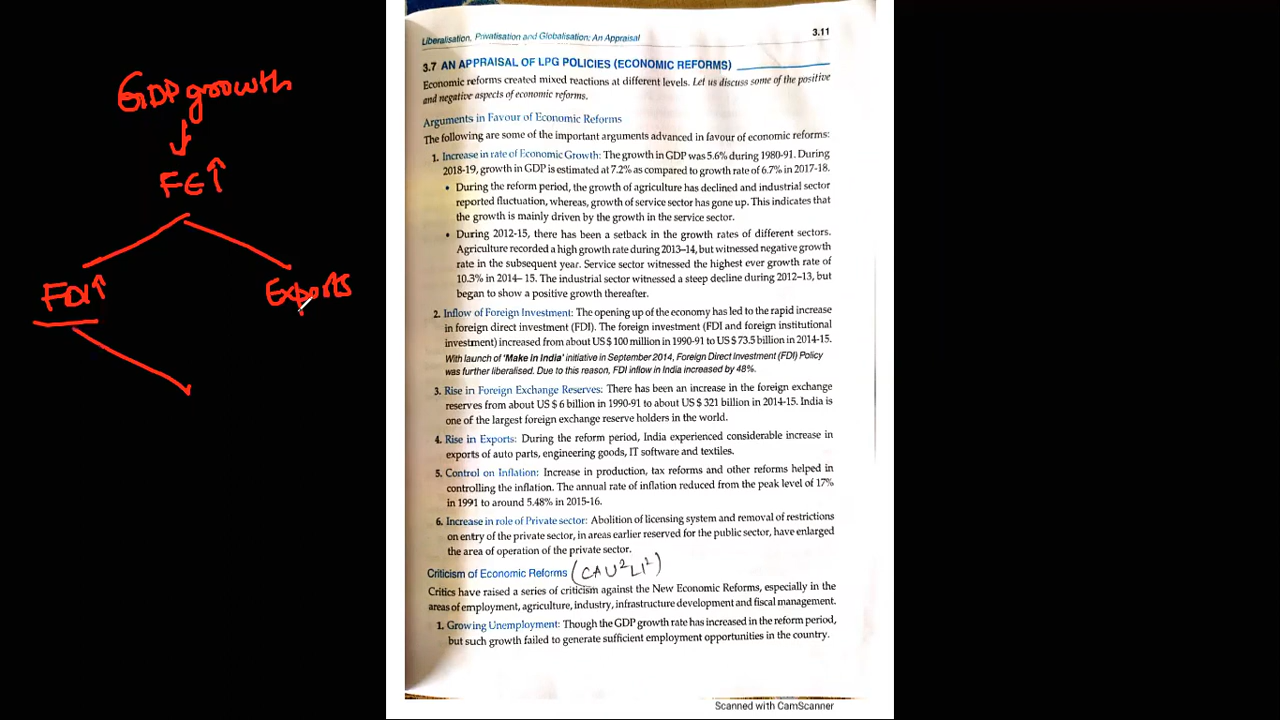 GDP growth
FE↑
FDI↑
Exports
Liberalisation, Privatisation and Globalisation: An Appraisal
3.11
3.7 AN APPRAISAL OF LPG POLICIES (ECONOMIC REFORMS)
Economic reforms created mixed reactions at different levels. Let us discuss some of the positive
and negative aspects of economic reforms.
Arguments in Favour of Economic Reforms
The following are some of the important arguments advanced in favour of economic reforms:
1. Increase in rate of Economic Growth: The growth in GDP was 5.6% during 1980-91. During
2018-19, growth in GDP is estimated at 7.2% as compared to growth rate of 6.7% in 2017-18.
• During the reform period, the growth of agriculture has declined and industrial sector
reported fluctuation, whereas, growth of service sector has gone up. This indicates that
the growth is mainly driven by the growth in the service sector.
• During 2012-15, there has been a setback in the growth rates of different sectors.
Agriculture recorded a high growth rate during 2013–14, but witnessed negative growth
rate in the subsequent year. Service sector witnessed the highest ever growth rate of
10.3% in 2014– 15. The industrial sector witnessed a steep decline during 2012–13, but
began to show a positive growth thereafter.
2. Inflow of Foreign Investment: The opening up of the economy has led to the rapid increase
in foreign direct investment (FDI). The foreign investment (FDI and foreign institutional
investment) increased from about US $ 100 million in 1990-91 to US $ 73.5 billion in 2014-15.
With launch of 'Make in India' initiative in September 2014, Foreign Direct Investment (FDI) Policy
was further liberalised. Due to this reason, FDI inflow in India increased by 48%.
3. Rise in Foreign Exchange Reserves: There has been an increase in the foreign exchange
reserves from about US $ 6 billion in 1990-91 to about US $ 321 billion in 2014-15. India is
one of the largest foreign exchange reserve holders in the world.
4. Rise in Exports: During the reform period, India experienced considerable increase in
exports of auto parts, engineering goods, IT software and textiles.
5. Control on Inflation: Increase in production, tax reforms and other reforms helped in
controlling the inflation. The annual rate of inflation reduced from the peak level of 17%
in 1991 to around 5.48% in 2015-16.
6. Increase in role of Private sector: Abolition of licensing system and removal of restrictions
on entry of the private sector, in areas earlier reserved for the public sector, have enlarged
the area of operation of the private sector.
Criticism of Economic Reforms (CAU²LI²)
Critics have raised a series of criticism against the New Economic Reforms, especially in the
areas of employment, agriculture, industry, infrastructure development and fiscal management.
1. Growing Unemployment: Though the GDP growth rate has increased in the reform period,
but such growth failed to generate sufficient employment opportunities in the country.
Scanned with CamScanner